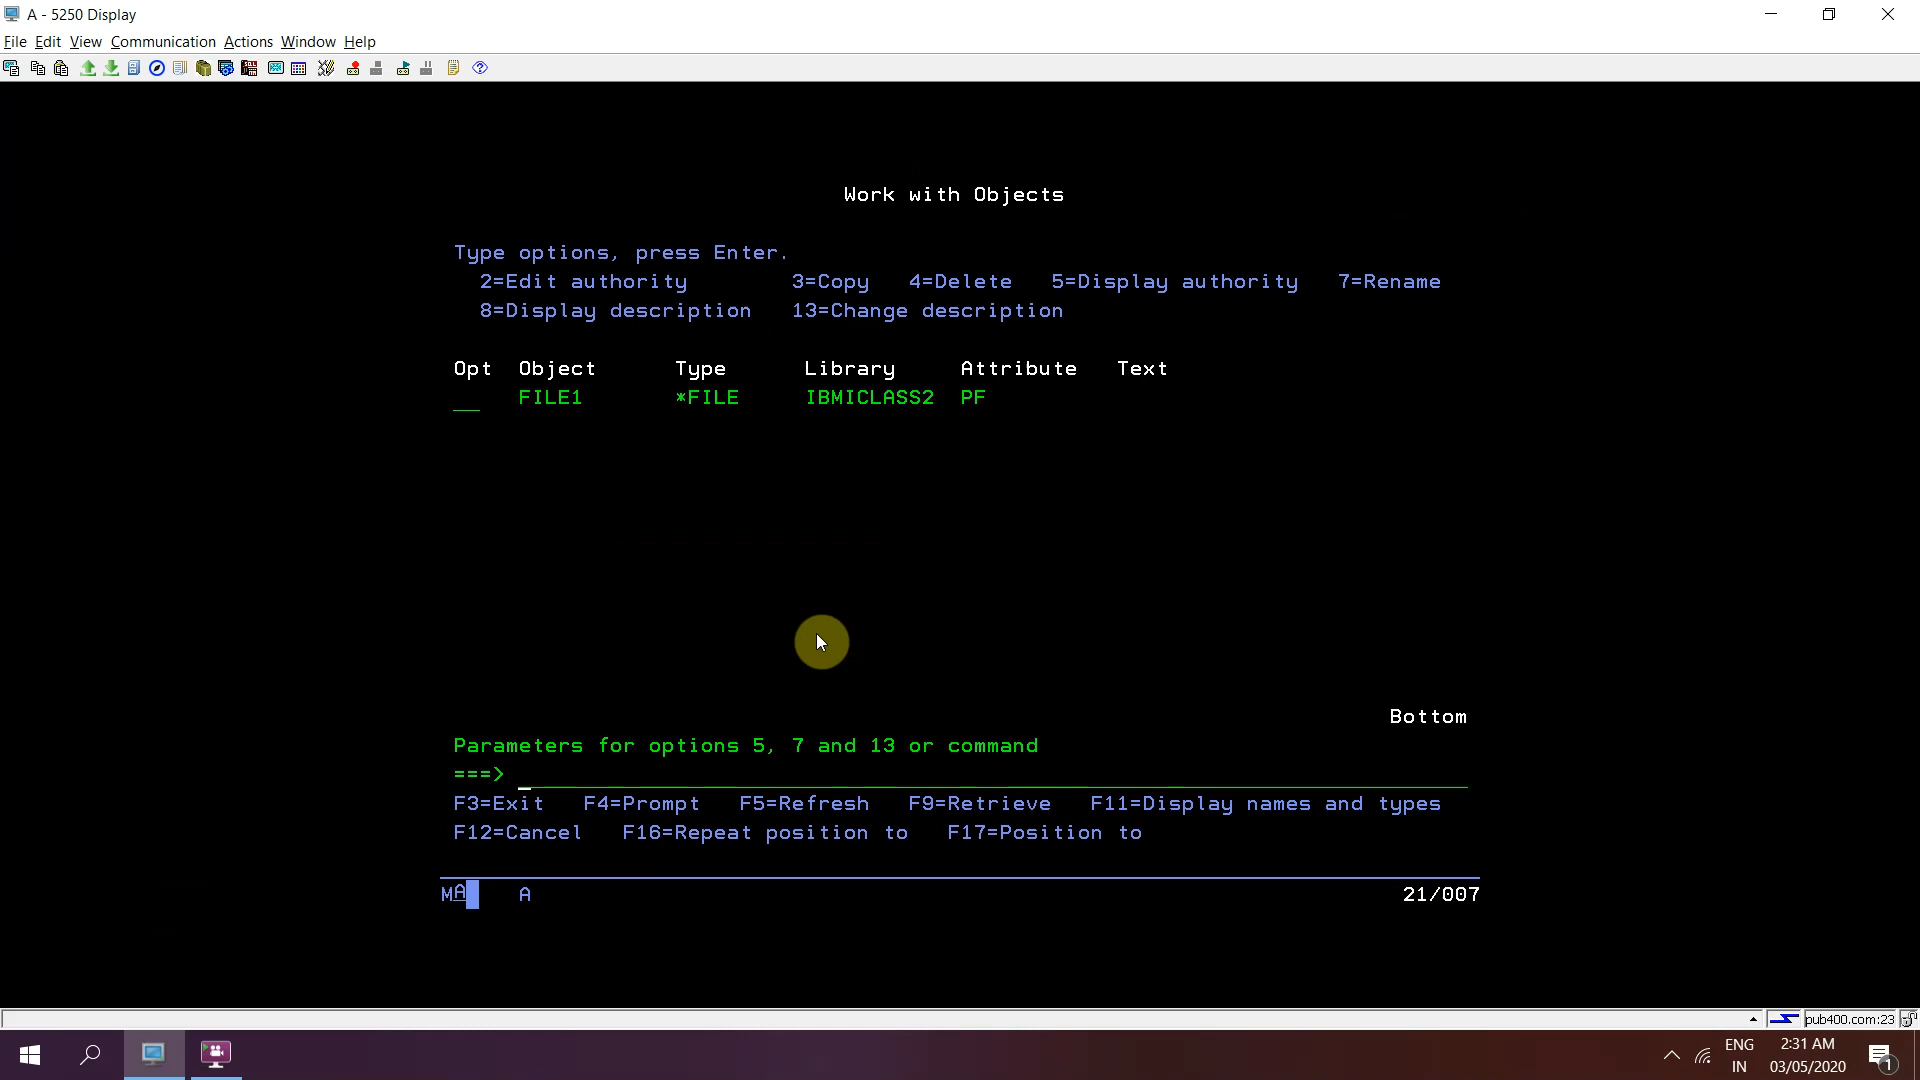 A - 5250 Display
File Edit View Communication Actions Window Help
Work with Objects
Type options, press Enter.
2=Edit authority 3=Copy 4=Delete 5=Display authority 7=Rename
8=Display description 13=Change description
Opt Object Type Library Attribute Text
__ FILE1 *FILE IBMICLASS2 PF
Bottom
Parameters for options 5, 7 and 13 or command
===>
F3=Exit F4=Prompt F5=Refresh F9=Retrieve F11=Display names and types
F12=Cancel F16=Repeat position to F17=Position to
MA A 21/007
pub400.com:23
ENG 2:31 AM
IN 03/05/2020 1